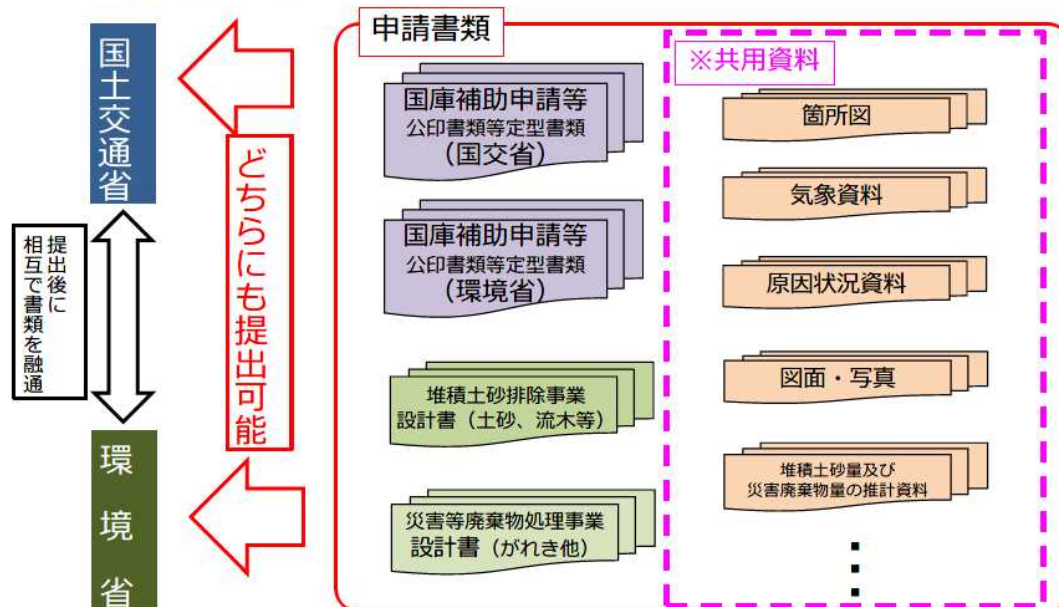 国土交通省
提出後に
相互で書類を融通
環境省
どちらにも提出可能
申請書類
国庫補助申請等
公印書類等定型書類
（国交省）
国庫補助申請等
公印書類等定型書類
（環境省）
堆積土砂排除事業
設計書（土砂、流木等）
災害等廃棄物処理事業
設計書（がれき他）
※共用資料
箇所図
気象資料
原因状況資料
図面・写真
堆積土砂量及び
災害廃棄物量の推計資料